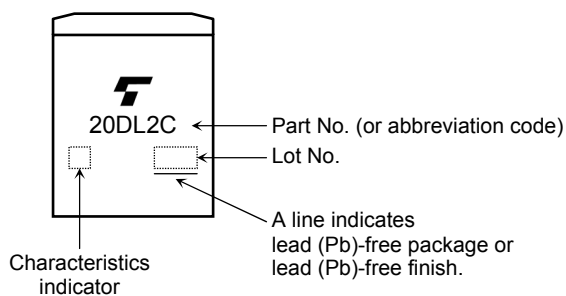 20DL2C
Part No. (or abbreviation code)
Lot No.
A line indicates
lead (Pb)-free package or
lead (Pb)-free finish.
Characteristics
indicator